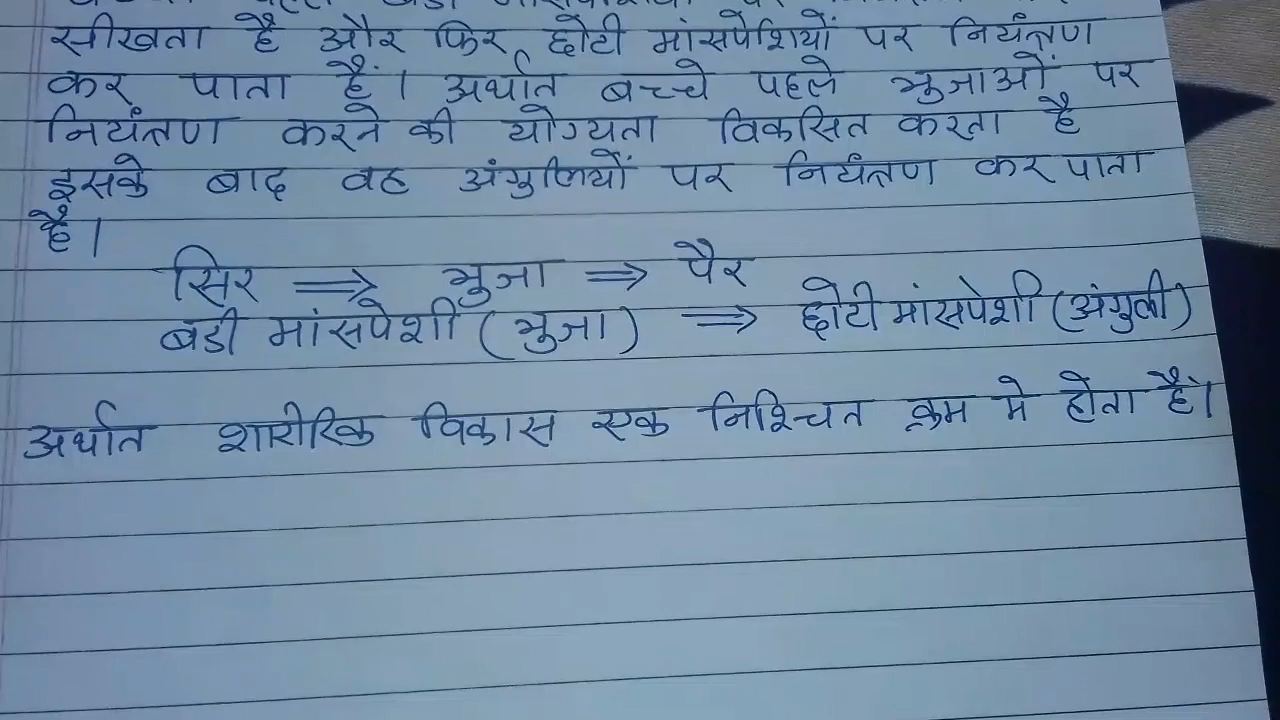 सीखता है और फिर छोटी मांसपेशियों पर नियंत्रण
कर पाता है। अर्थात बच्चे पहले भुजाओं पर
नियंत्रण करने की योग्यता विकसित करता है
इसके बाद वह अंगुलियों पर नियंत्रण कर पाता
है।
सिर ⇒ भुजा ⇒ पैर
बडी मांसपेशी (भुजा) ⇒ छोटी मांसपेशी (अंगुली)
अर्थात शारीरिक विकास एक निश्चित क्रम मे होता है।